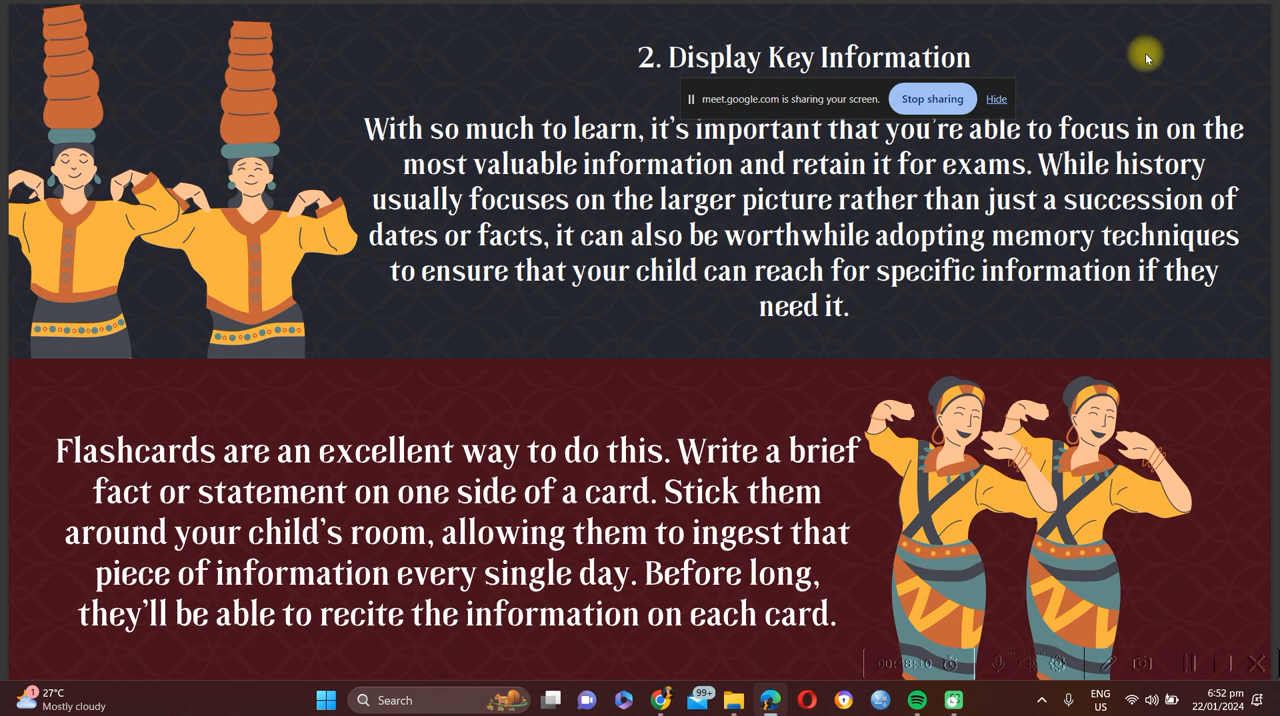 2. Display Key Information
meet.google.com is sharing your screen.
Stop sharing
Hide
With so much to learn, it's important that you're able to focus in on the
most valuable information and retain it for exams. While history
usually focuses on the larger picture rather than just a succession of
dates or facts, it can also be worthwhile adopting memory techniques
to ensure that your child can reach for specific information if they
need it.
Flashcards are an excellent way to do this. Write a brief
fact or statement on one side of a card. Stick them
around your child's room, allowing them to ingest that
piece of information every single day. Before long,
they'll be able to recite the information on each card.
1
27°C
Mostly cloudy
Search
99+
ENG
US
6:52 pm
22/01/2024